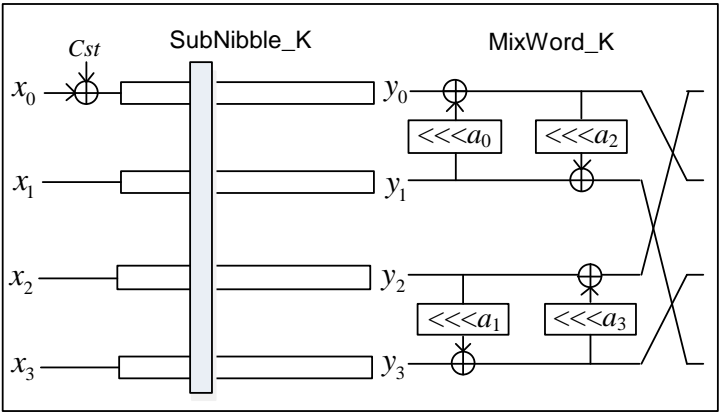 SubNibble_K MixWord_K
Cst
x₀ y₀
<<<a₀ <<<a₂
x₁ y₁
x₂ y₂
<<<a₁ <<<a₃
x₃ y₃